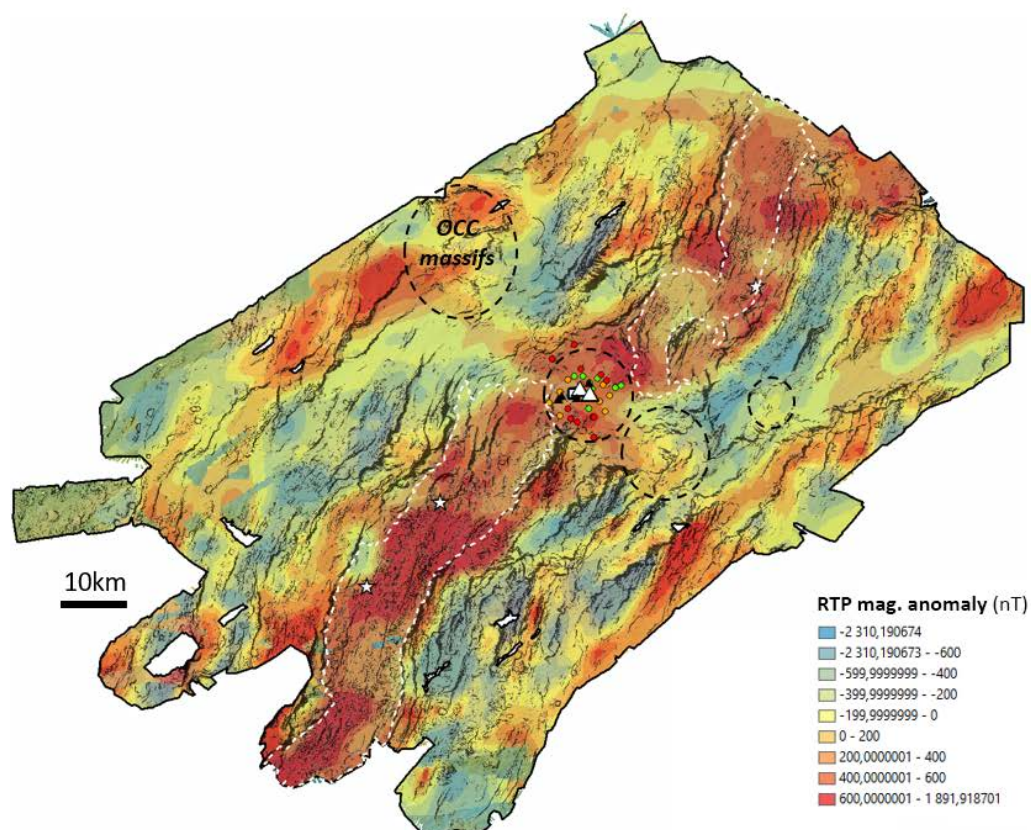 OCC
massifs
10km
RTP mag. anomaly (nT)
-2 310,190674
-2 310,190673 - -600
-599,9999999 - -400
-399,9999999 - -200
-199,9999999 - 0
0 - 200
200,0000001 - 400
400,0000001 - 600
600,0000001 - 1 891,918701